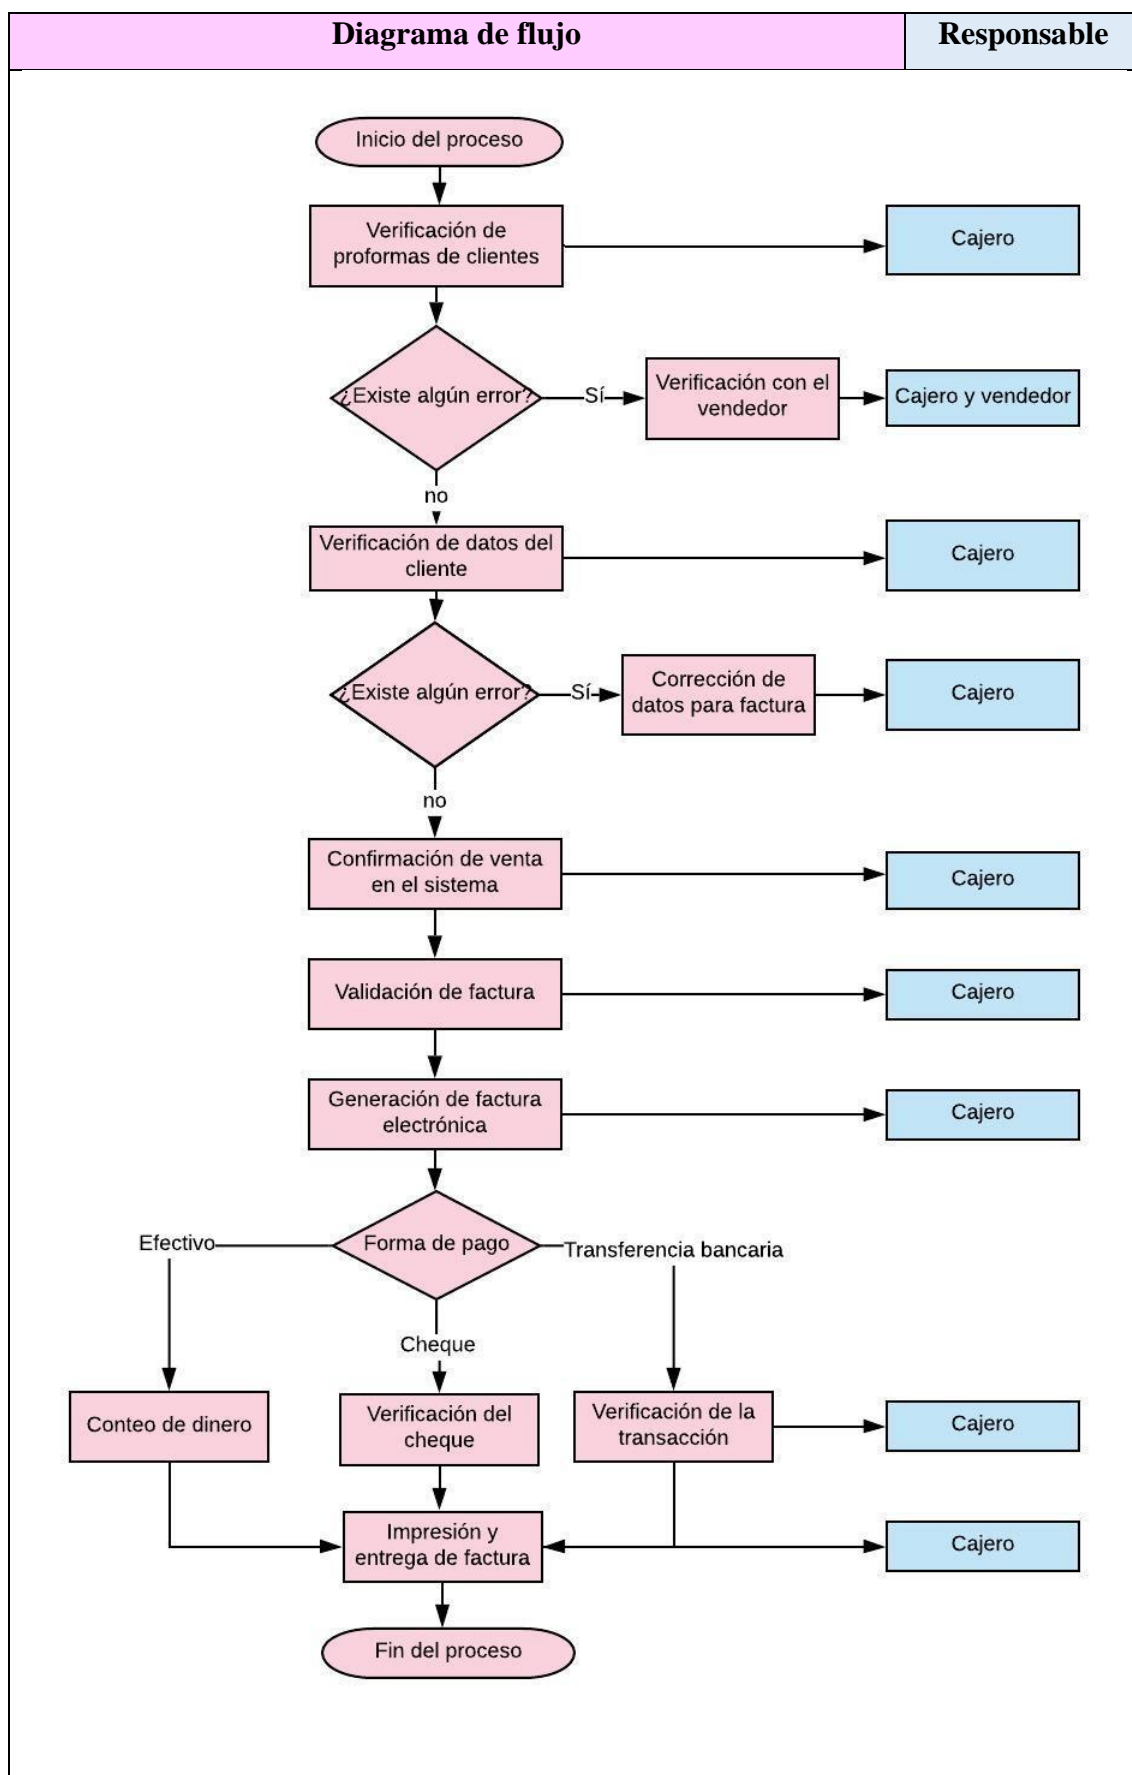 Diagrama de flujo
Responsable
Inicio del proceso
Verificación de
proformas de clientes
Cajero
¿Existe algún error?
Sí
Verificación con el
vendedor
Cajero y vendedor
no
Verificación de datos del
cliente
Cajero
¿Existe algún error?
Sí
Corrección de
datos para factura
Cajero
no
Confirmación de venta
en el sistema
Cajero
Validación de factura
Cajero
Generación de factura
electrónica
Cajero
Efectivo
Forma de pago
Transferencia bancaria
Cheque
Conteo de dinero
Verificación del
cheque
Verificación de la
transacción
Cajero
Impresión y
entrega de factura
Cajero
Fin del proceso